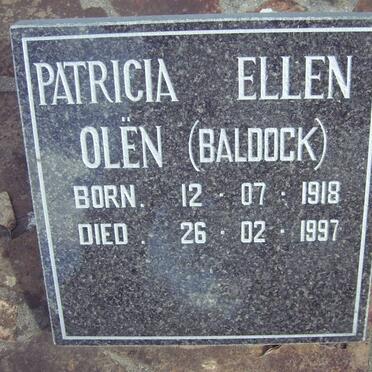 PATRICIA ELLEN
OLËN (BALDOCK)
BORN. 12 · 07 · 1918
DIED. 26 · 02 · 1997